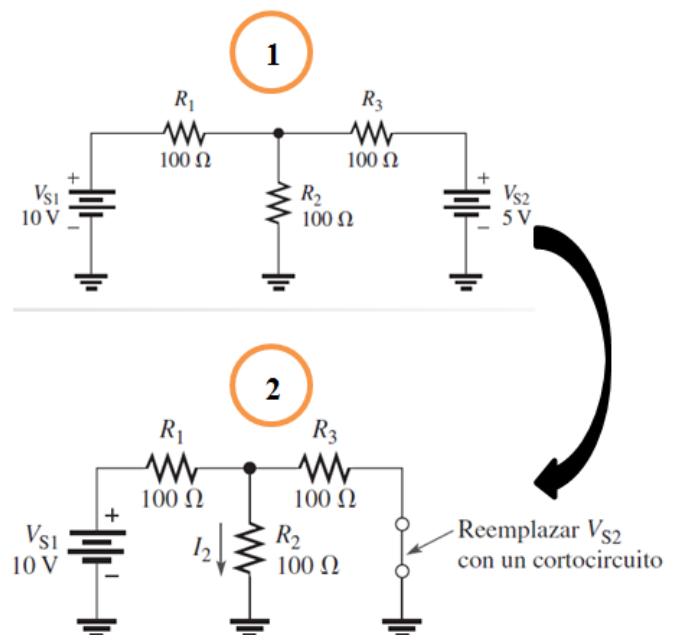 1
R1
R3
100 Ω
100 Ω
+
+
VS1
10 V
−
R2
100 Ω
VS2
5 V
−
2
R1
R3
100 Ω
100 Ω
+
VS1
10 V
−
I2
R2
100 Ω
Reemplazar VS2
con un cortocircuito